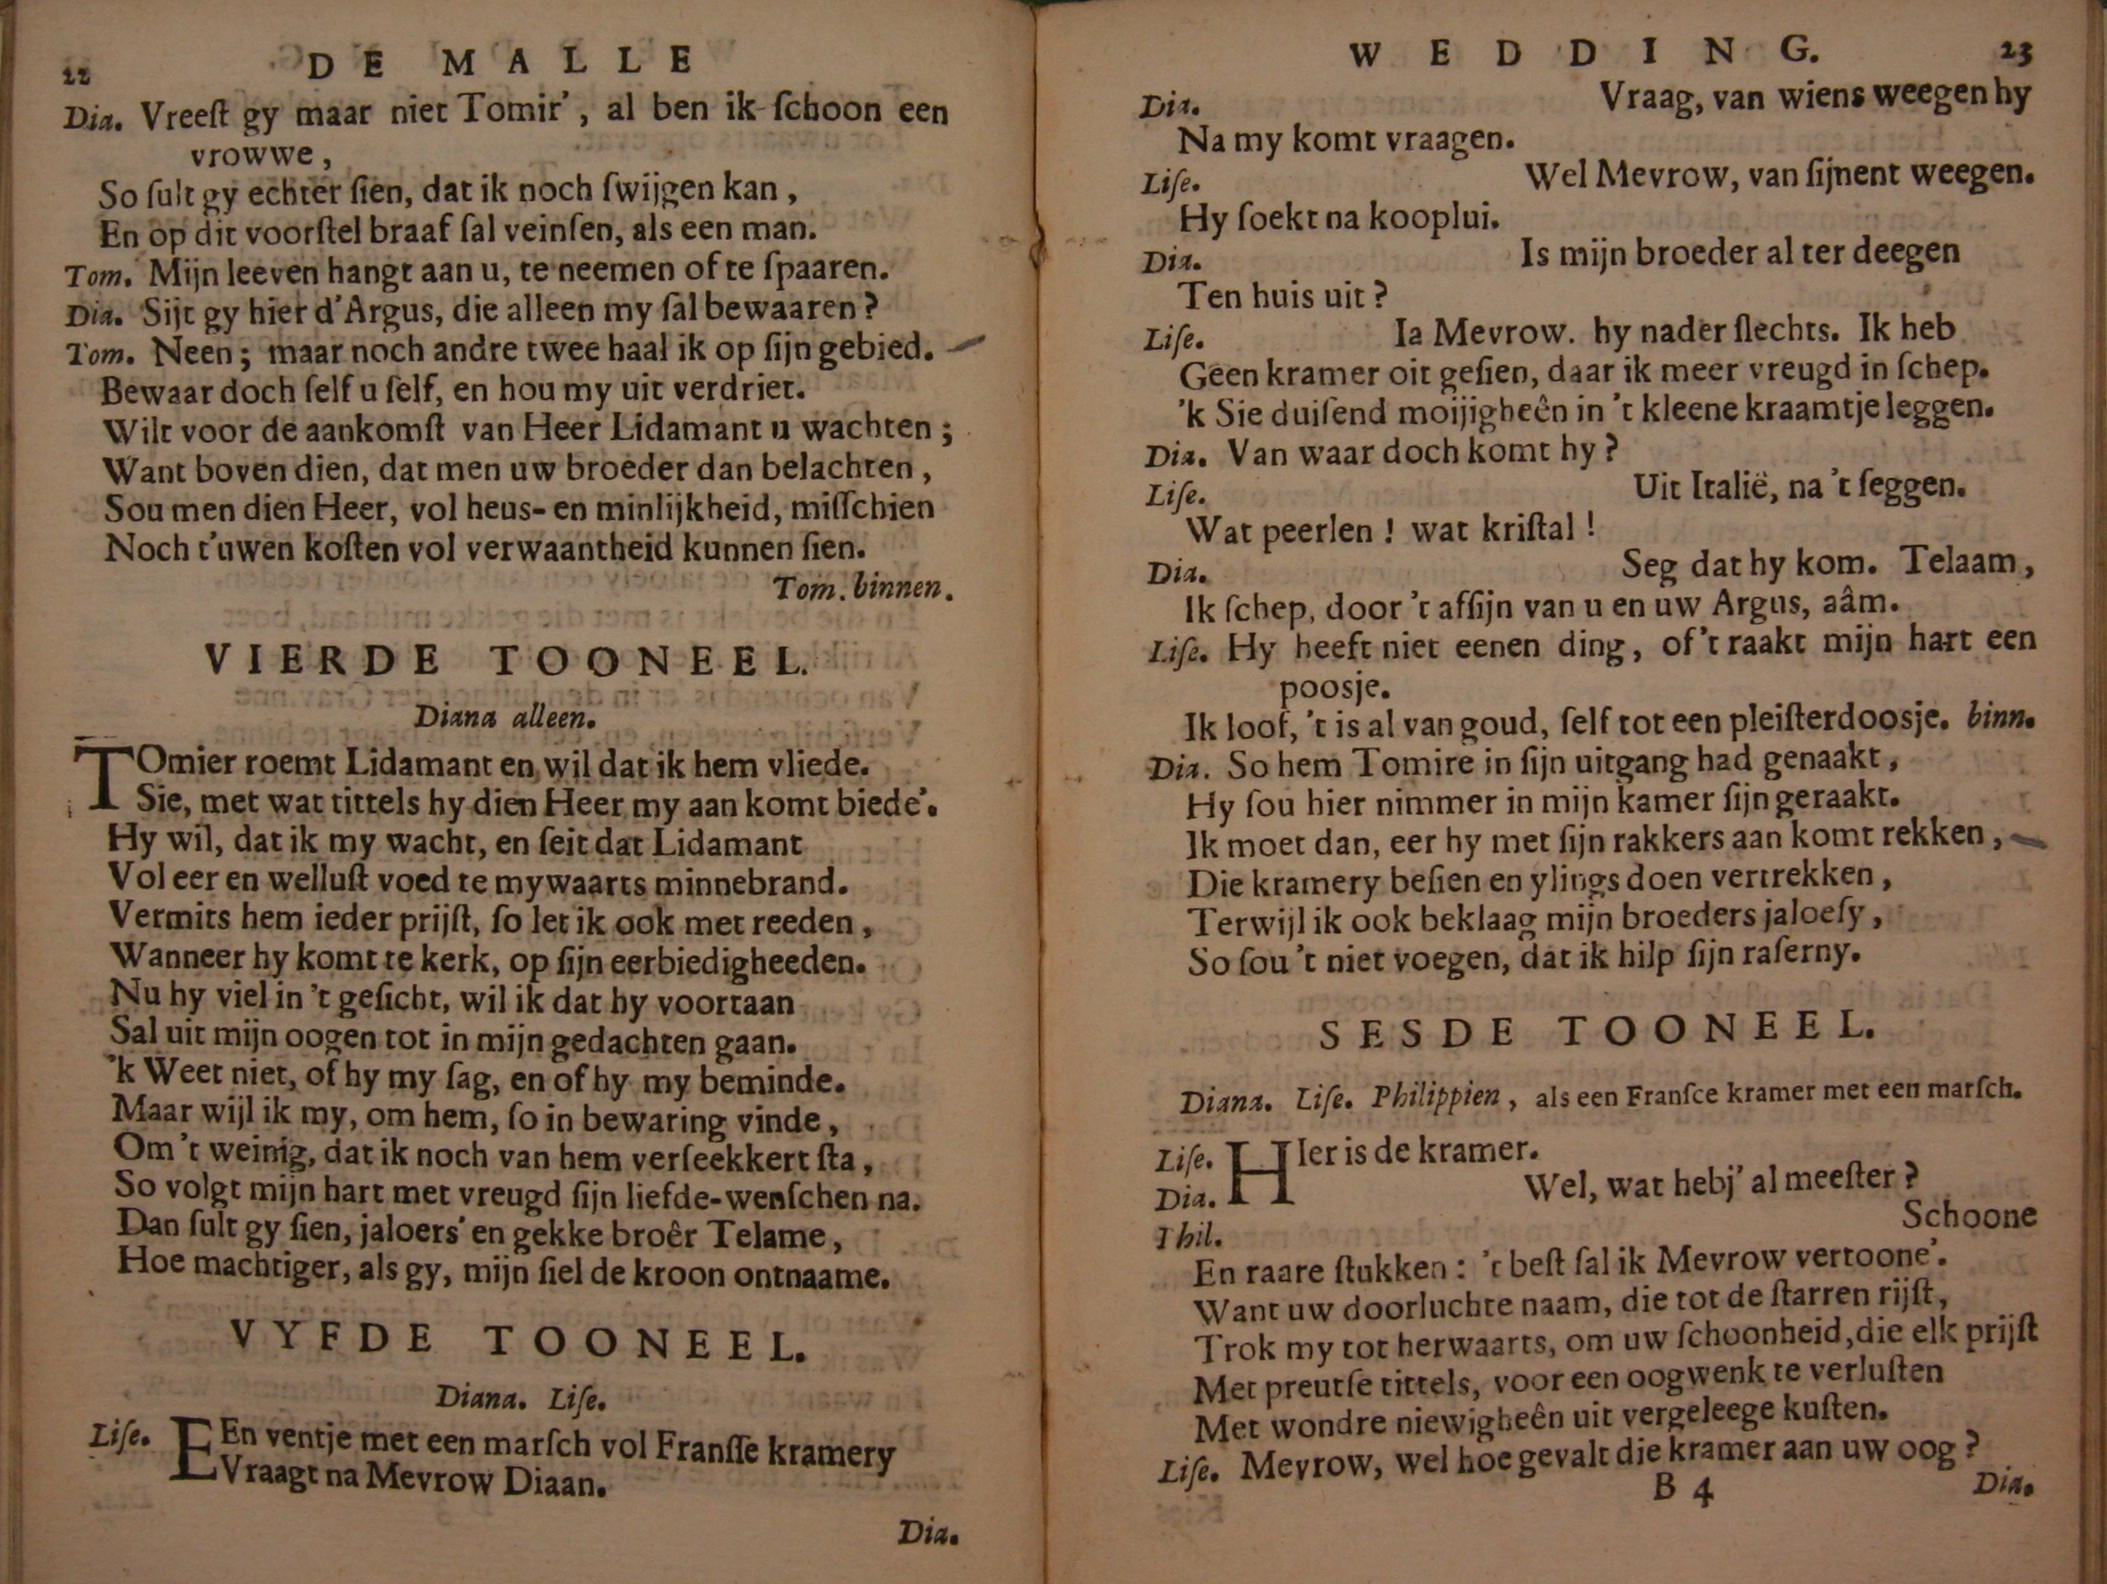 22 DE MALLE
Dia. Vreeſt gy maar niet Tomir', al ben ik ſchoon een
vrowwe,
So ſult gy echter ſien, dat ik noch ſwijgen kan,
En op dit voorſtel braaf ſal veinſen, als een man.
Tom. Mijn leeven hangt aan u, te neemen of te ſpaaren.
Dia. Sijt gy hier d'Argus, die alleen my ſal bewaaren?
Tom. Neen; maar noch andre twee haal ik op ſijn gebied.
Bewaar doch ſelf u ſelf, en hou my uit verdriet.
Wilt voor de aankomſt van Heer Lidamant u wachten;
Want boven dien, dat men uw broeder dan belachten,
Sou men dien Heer, vol heus- en minlijkheid, miſſchien
Noch t'uwen koſten vol verwaantheid kunnen ſien.
Tom. binnen.
VIERDE TOONEEL.
Diana alleen.
TOmier roemt Lidamant en wil dat ik hem vliede.
Sie, met wat tittels hy dien Heer my aan komt biede'.
Hy wil, dat ik my wacht, en ſeit dat Lidamant
Vol eer en welluſt voed te mywaarts minnebrand.
Vermits hem ieder prijſt, ſo let ik ook met reeden,
Wanneer hy komt te kerk, op ſijn eerbiedigheeden.
Nu hy viel in 't geſicht, wil ik dat hy voortaan
Sal uit mijn oogen tot in mijn gedachten gaan.
'k Weet niet, of hy my ſag, en of hy my beminde.
Maar wijl ik my, om hem, ſo in bewaring vinde,
Om 't weinig, dat ik noch van hem verſeekkert ſta,
So volgt mijn hart met vreugd ſijn liefde-wenſchen na.
Dan ſult gy ſien, jaloers' en gekke broêr Telame,
Hoe machtiger, als gy, mijn ſiel de kroon ontnaame.
VYFDE TOONEEL.
Diana. Liſe.
Liſe. EEn ventje met een marſch vol Franſſe kramery
Vraagt na Mevrow Diaan.
Dia.
WEDDING. 23
Dia. Vraag, van wiens weegen hy
Na my komt vraagen.
Liſe. Wel Mevrow, van ſijnent weegen.
Hy ſoekt na kooplui.
Dia. Is mijn broeder al ter deegen
Ten huis uit?
Liſe. Ia Mevrow. hy nader ſlechts. Ik heb
Geen kramer oit geſien, daar ik meer vreugd in ſchep.
'k Sie duiſend moijigheên in 't kleene kraamtje leggen.
Dia. Van waar doch komt hy?
Liſe. Uit Italië, na 't ſeggen.
Wat peerlen! wat kriſtal!
Dia. Seg dat hy kom. Telaam,
Ik ſchep, door 't afſijn van u en uw Argus, aâm.
Liſe. Hy heeft niet eenen ding, of 't raakt mijn hart een
poosje.
Ik loof, 't is al van goud, ſelf tot een pleiſterdoosje. binn.
Dia. So hem Tomire in ſijn uitgang had genaakt,
Hy ſou hier nimmer in mijn kamer ſijn geraakt.
Ik moet dan, eer hy met ſijn rakkers aan komt rekken,
Die kramery beſien en ylings doen vertrekken,
Terwijl ik ook beklaag mijn broeders jaloeſy,
So ſou 't niet voegen, dat ik hilp ſijn raſerny.
SESDE TOONEEL.
Diana. Liſe. Philippien, als een Franſce kramer met een marſch.
Liſe. HIer is de kramer.
Dia. Wel, wat hebj' al meeſter?
Phil. Schoone
En raare ſtukken: 't beſt ſal ik Mevrow vertoone'.
Want uw doorluchte naam, die tot de ſtarren rijſt,
Trok my tot herwaarts, om uw ſchoonheid, die elk prijſt
Met preutſe tittels, voor een oogwenk te verluſten
Met wondre niewigheên uit vergeleege kuſten.
Liſe. Mevrow, wel hoe gevalt die kramer aan uw oog?
B 4 Dia.